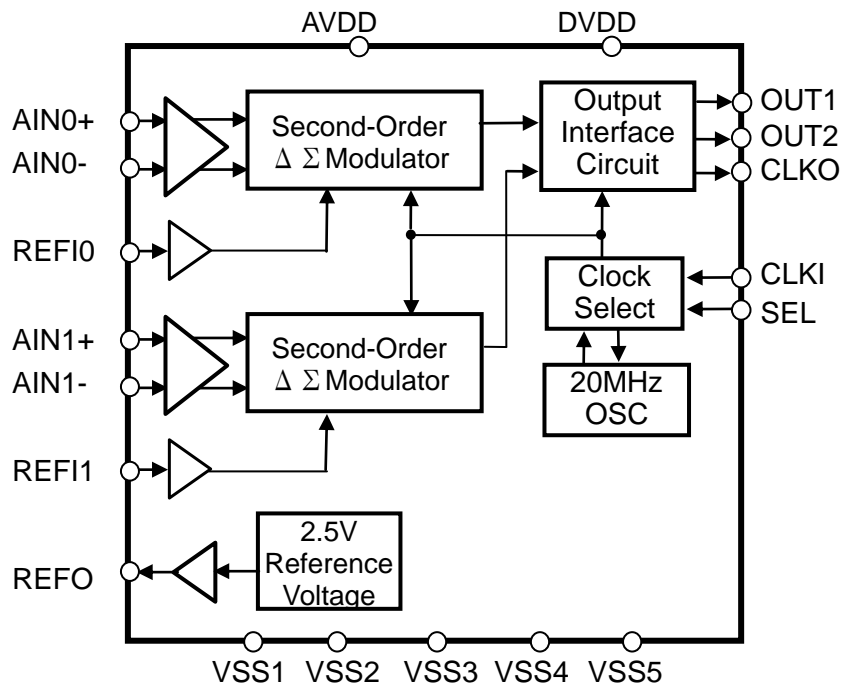 AVDD
DVDD
AIN0+
AIN0-
REFI0
AIN1+
AIN1-
REFI1
REFO
Second-Order
Δ Σ Modulator
Second-Order
Δ Σ Modulator
2.5V
Reference
Voltage
Output
Interface
Circuit
Clock
Select
20MHz
OSC
OUT1
OUT2
CLKO
CLKI
SEL
VSS1
VSS2
VSS3
VSS4
VSS5